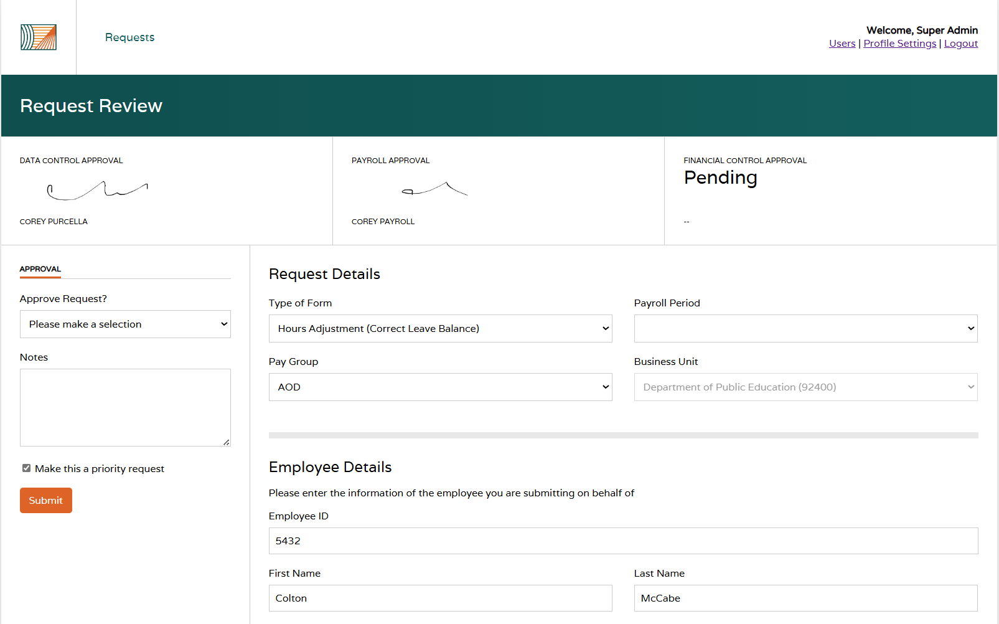 Requests
Welcome, Super Admin
Users | Profile Settings | Logout
Request Review
DATA CONTROL APPROVAL
COREY PURCELLA
PAYROLL APPROVAL
COREY PAYROLL
FINANCIAL CONTROL APPROVAL
Pending
--
APPROVAL
Approve Request?
Please make a selection
Notes
Make this a priority request
Submit
Request Details
Type of Form
Hours Adjustment (Correct Leave Balance)
Payroll Period
Pay Group
AOD
Business Unit
Department of Public Education (92400)
Employee Details
Please enter the information of the employee you are submitting on behalf of
Employee ID
5432
First Name
Colton
Last Name
McCabe